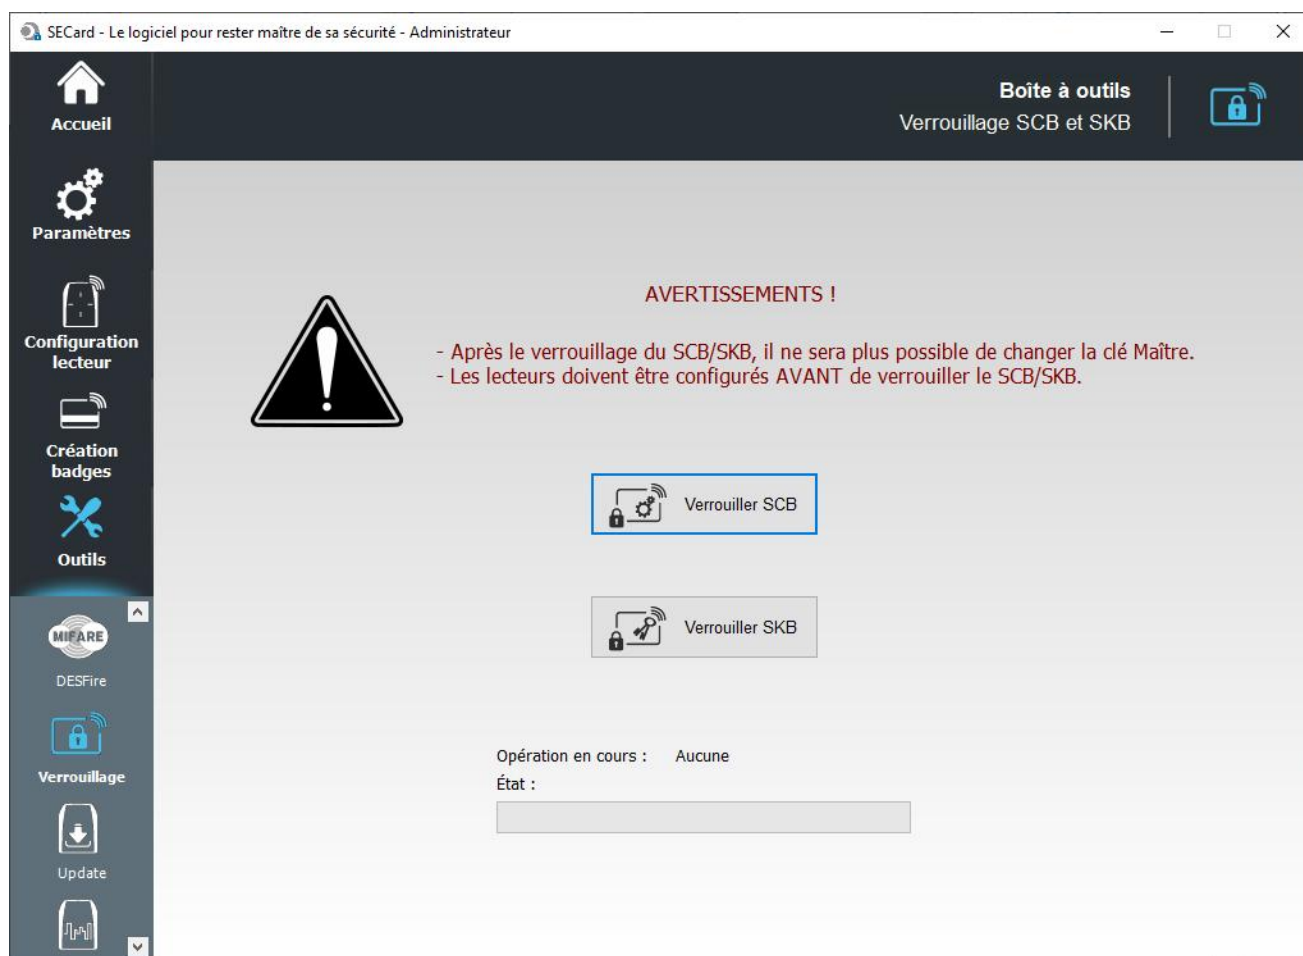 SECard - Le logiciel pour rester maître de sa sécurité - Administrateur
Accueil
Boîte à outils
Verrouillage SCB et SKB
Paramètres
Configuration
lecteur
Création
badges
Outils
MIFARE
DESFire
Verrouillage
Update
AVERTISSEMENTS !
- Après le verrouillage du SCB/SKB, il ne sera plus possible de changer la clé Maître.
- Les lecteurs doivent être configurés AVANT de verrouiller le SCB/SKB.
Verrouiller SCB
Verrouiller SKB
Opération en cours : Aucune
État :